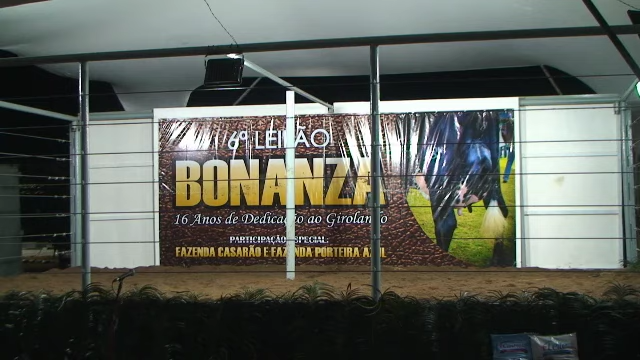 6º LEILÃO
BONANZA
16 Anos de Dedicação ao Girolando
PARTICIPAÇÃO ESPECIAL:
FAZENDA CASARÃO E FAZENDA PORTEIRA AZUL